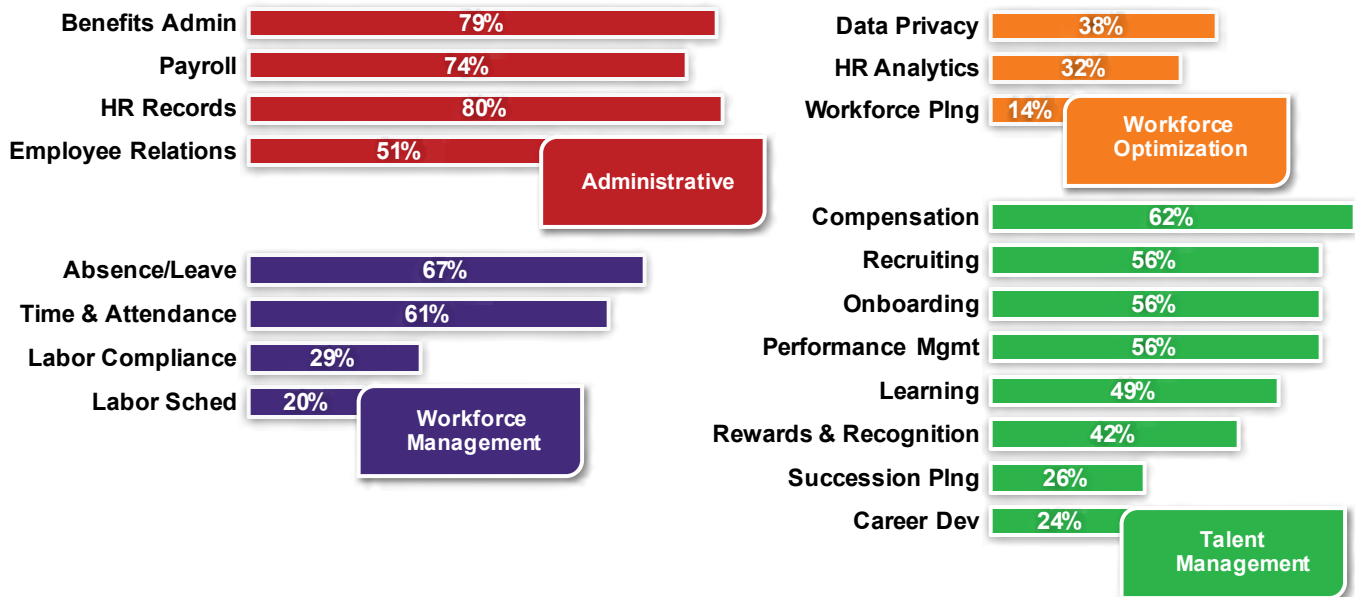 Benefits Admin 79%
Payroll 74%
HR Records 80%
Employee Relations 51%
Administrative
Absence/Leave 67%
Time & Attendance 61%
Labor Compliance 29%
Labor Sched 20%
Workforce
Management
Data Privacy 38%
HR Analytics 32%
Workforce Plng 14%
Workforce
Optimization
Compensation 62%
Recruiting 56%
Onboarding 56%
Performance Mgmt 56%
Learning 49%
Rewards & Recognition 42%
Succession Plng 26%
Career Dev 24%
Talent
Management